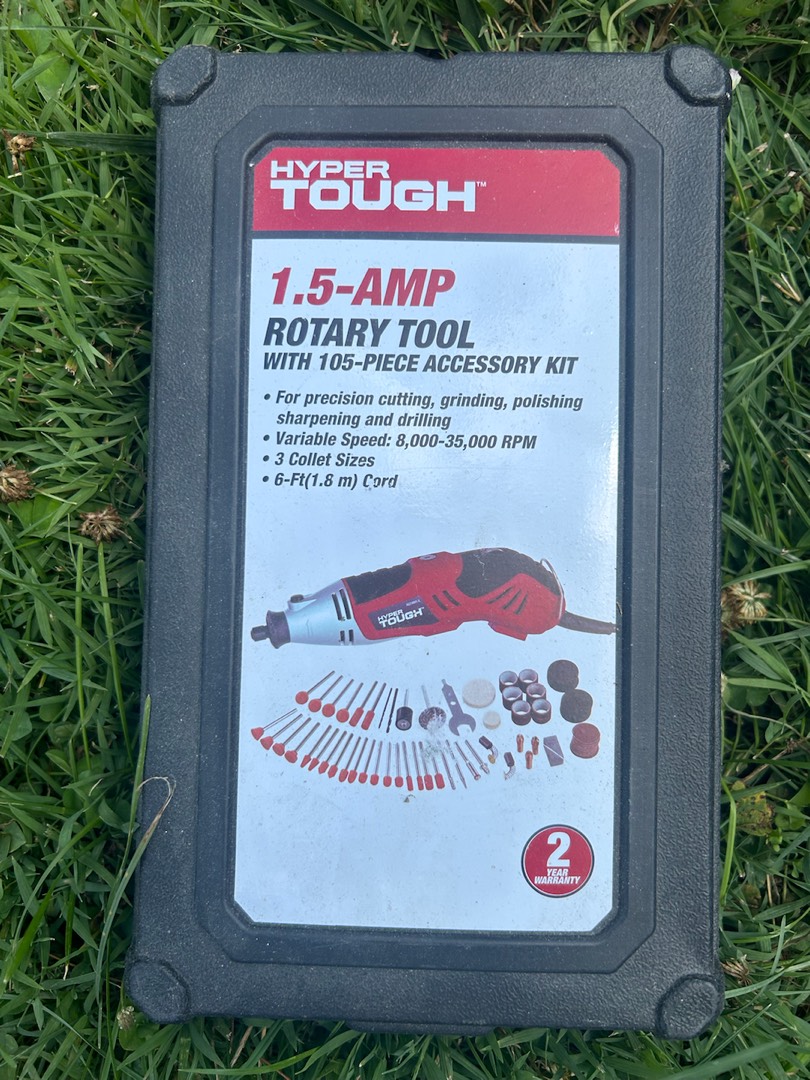 HYPER
TOUGH™
1.5-AMP
ROTARY TOOL
WITH 105-PIECE ACCESSORY KIT
• For precision cutting, grinding, polishing
sharpening and drilling
• Variable Speed: 8,000-35,000 RPM
• 3 Collet Sizes
• 6-Ft(1.8 m) Cord
HYPER
TOUGH™
2
YEAR
WARRANTY